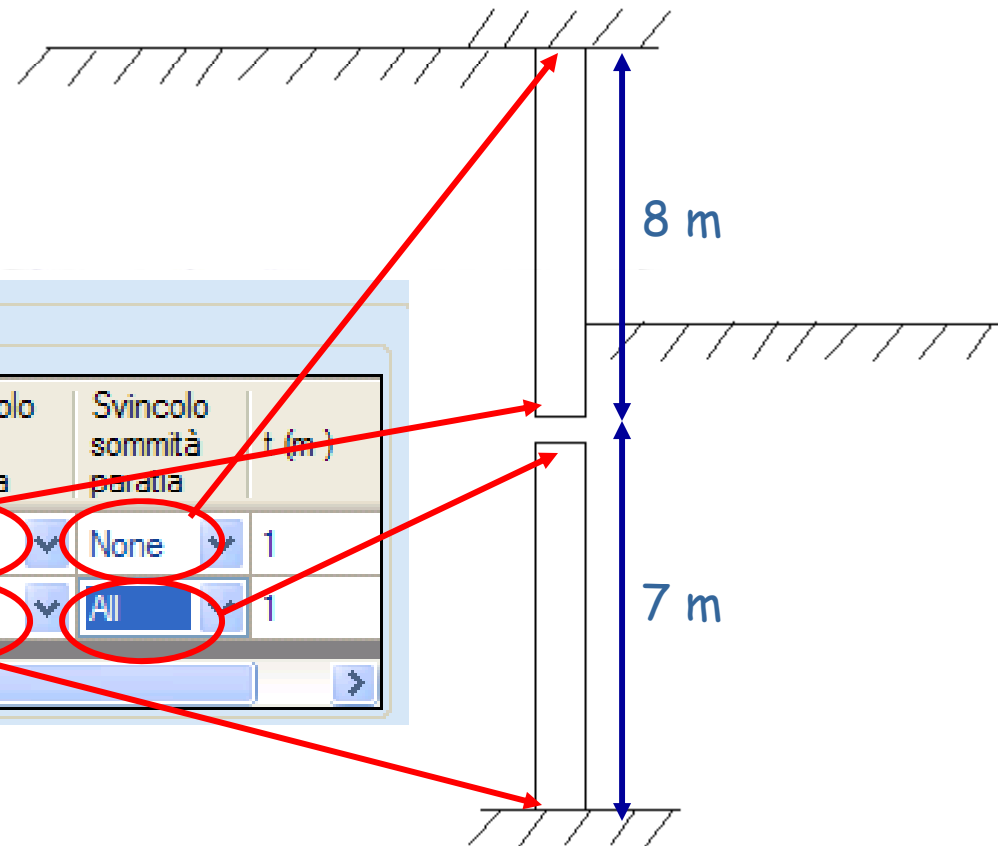 8 m
olo
Svincolo
sommità
paratia
t (m )
a
None
1
All
1
7 m